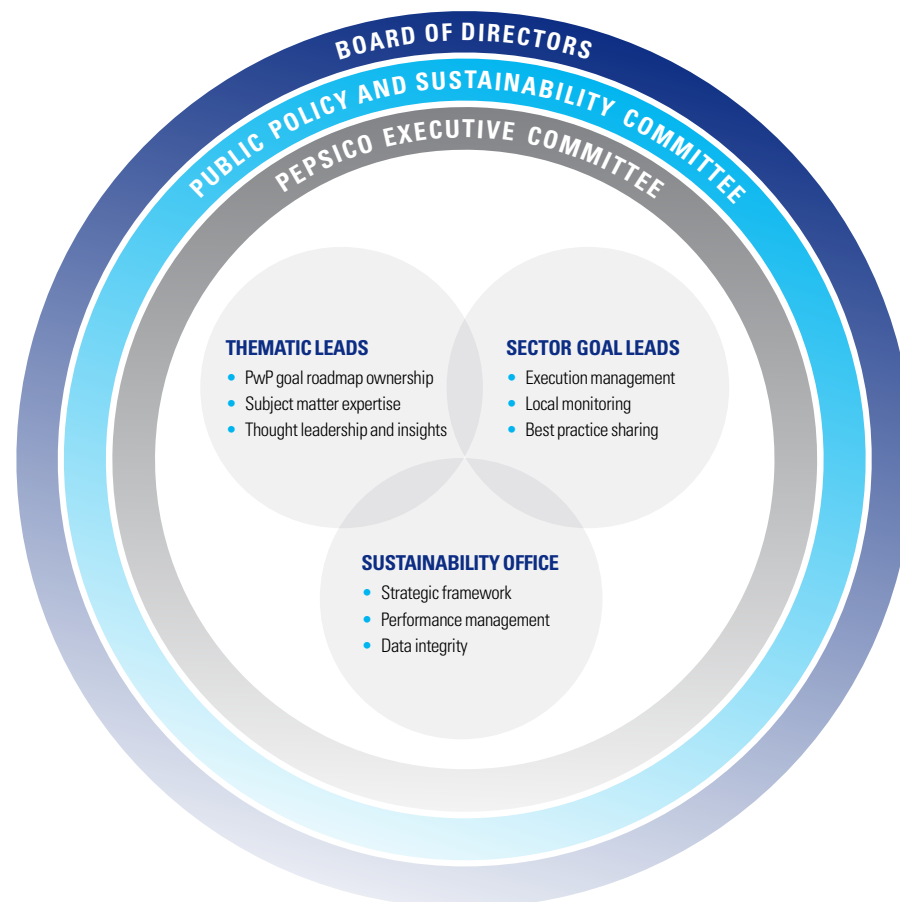 BOARD OF DIRECTORS
PUBLIC POLICY AND SUSTAINABILITY COMMITTEE
PEPSICO EXECUTIVE COMMITTEE
THEMATIC LEADS
• PwP goal roadmap ownership
• Subject matter expertise
• Thought leadership and insights
SECTOR GOAL LEADS
• Execution management
• Local monitoring
• Best practice sharing
SUSTAINABILITY OFFICE
• Strategic framework
• Performance management
• Data integrity